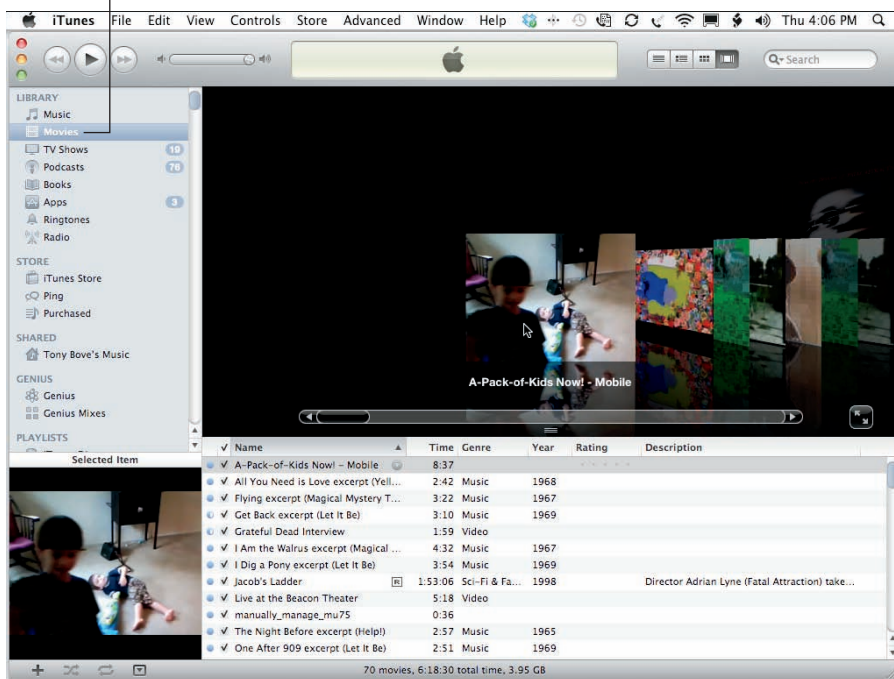 iTunes File Edit View Controls Store Advanced Window Help Thu 4:06 PM
Search
LIBRARY
Music
Movies
TV Shows 19
Podcasts 76
Books
Apps 3
Ringtones
Radio
STORE
iTunes Store
Ping
Purchased
SHARED
Tony Bove's Music
GENIUS
Genius
Genius Mixes
PLAYLISTS
Selected Item
A-Pack-of-Kids Now! - Mobile
Name Time Genre Year Rating Description
A-Pack-of-Kids Now! - Mobile 8:37
All You Need is Love excerpt (Yell... 2:42 Music 1968
Flying excerpt (Magical Mystery T... 3:22 Music 1967
Get Back excerpt (Let It Be) 3:10 Music 1969
Grateful Dead Interview 1:59 Video
I Am the Walrus excerpt (Magical ... 4:32 Music 1967
I Dig a Pony excerpt (Let It Be) 3:54 Music 1969
Jacob's Ladder R 1:53:06 Sci-Fi & Fa... 1998 Director Adrian Lyne (Fatal Attraction) take...
Live at the Beacon Theater 5:18 Video
manually_manage_mu75 0:36
The Night Before excerpt (Help!) 2:57 Music 1965
One After 909 excerpt (Let It Be) 2:51 Music 1969
70 movies, 6:18:30 total time, 3.95 GB